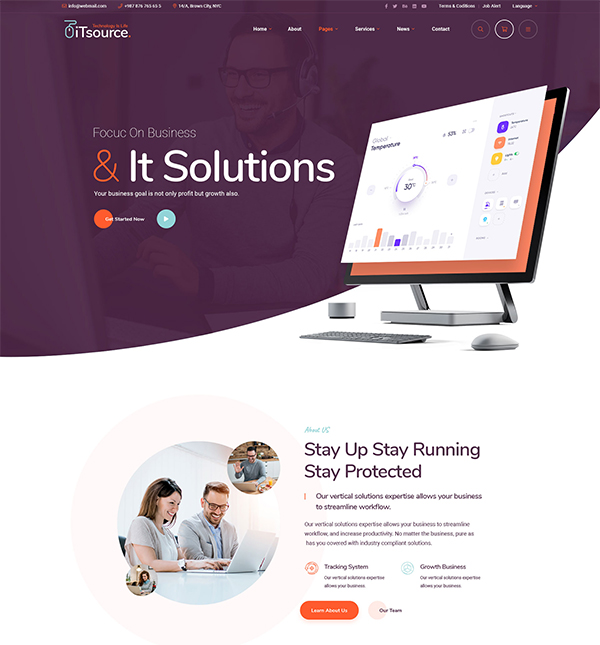 info@webmail.com +987 876 765 65 5 14/A, Brown City, NYC Terms & Coditions Job Alert Language
Technology & Life
iTsource.
Home About Pages Services News Contact
Focuc On Business
& It Solutions
Your business goal is not only profit but growth also.
Get Started Now
Global
Temperature
53%
30°C
Temperature
Internet
Lights
About US
Stay Up Stay Running
Stay Protected
Our vertical solutions expertise allows your business
to streamline workflow.
Our vertical solutions expertise allows your business to streamline
workflow, and increase productivity. No matter the business, pure as
has you covered with industry compliant solutions.
Tracking System
Our vertical solutions expertise
allows your business.
Growth Business
Our vertical solutions expertise
allows your business.
Learn About Us
Our Team